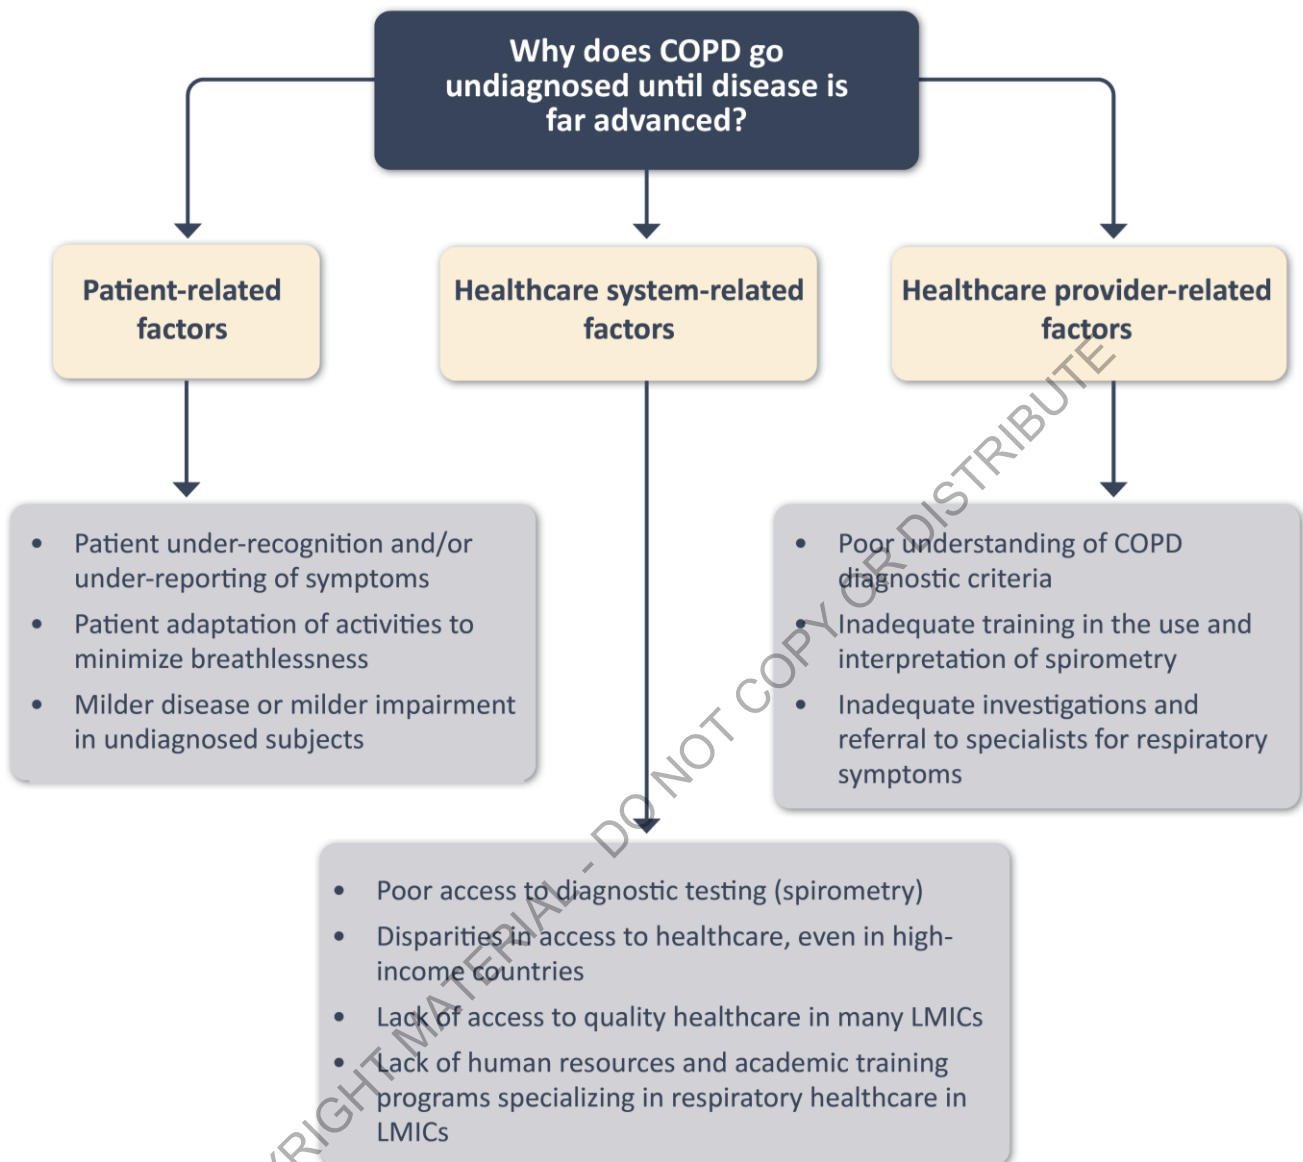 Why does COPD go
undiagnosed until disease is
far advanced?
Patient-related
factors
Healthcare system-related
factors
Healthcare provider-related
factors
• Patient under-recognition and/or
under-reporting of symptoms
• Patient adaptation of activities to
minimize breathlessness
• Milder disease or milder impairment
in undiagnosed subjects
• Poor understanding of COPD
diagnostic criteria
• Inadequate training in the use and
interpretation of spirometry
• Inadequate investigations and
referral to specialists for respiratory
symptoms
• Poor access to diagnostic testing (spirometry)
• Disparities in access to healthcare, even in high-
income countries
• Lack of access to quality healthcare in many LMICs
• Lack of human resources and academic training
programs specializing in respiratory healthcare in
LMICs
MATERIAL - DO NOT COPY OR DISTRIBUTE